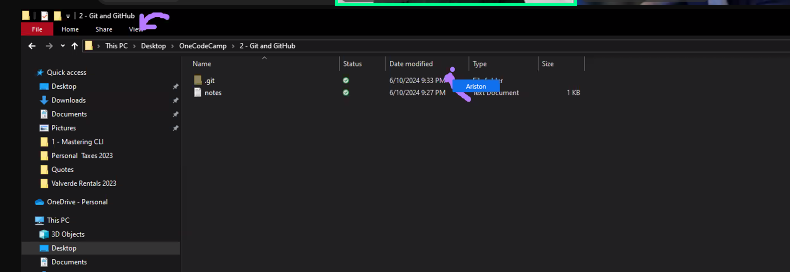 2 - Git and GitHub
File Home Share View
This PC > Desktop > OneCodeCamp > 2 - Git and GitHub
Name Status Date modified Type Size
Quick access
.git 6/10/2024 9:33 PM
notes 6/10/2024 9:27 PM Text Document 1 KB
Ariston
Desktop
Downloads
Documents
Pictures
1 - Mastering CLI
Personal Taxes 2023
Quotes
Valverde Rentals 2023
OneDrive - Personal
This PC
3D Objects
Desktop
Documents